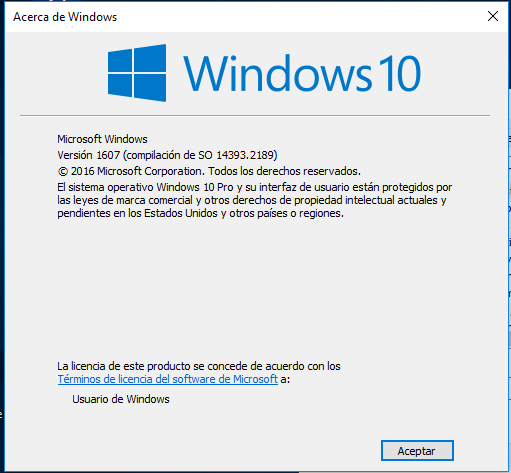 Acerca de Windows
Windows 10
Microsoft Windows
Versión 1607 (compilación de SO 14393.2189)
© 2016 Microsoft Corporation. Todos los derechos reservados.
El sistema operativo Windows 10 Pro y su interfaz de usuario están protegidos por
las leyes de marca comercial y otros derechos de propiedad intelectual actuales y
pendientes en los Estados Unidos y otros países o regiones.
La licencia de este producto se concede de acuerdo con los
Términos de licencia del software de Microsoft a:
Usuario de Windows
Aceptar